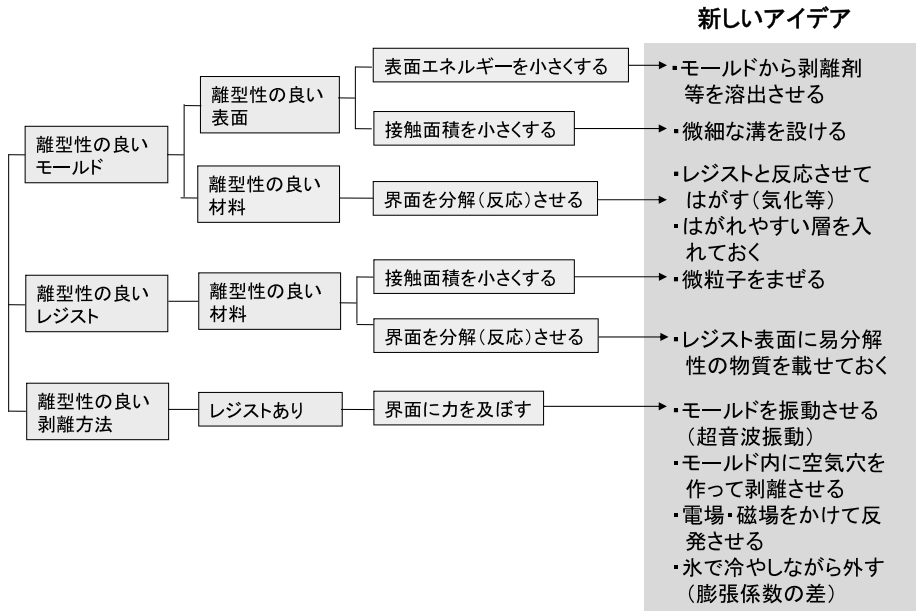 新しいアイデア
離型性の良い
モールド
離型性の良い
表面
表面エネルギーを小さくする
・モールドから剥離剤
等を溶出させる
接触面積を小さくする
・微細な溝を設ける
離型性の良い
材料
界面を分解(反応)させる
・レジストと反応させて
はがす(気化等)
・はがれやすい層を入
れておく
離型性の良い
レジスト
離型性の良い
材料
接触面積を小さくする
・微粒子をまぜる
界面を分解(反応)させる
・レジスト表面に易分解
性の物質を載せておく
離型性の良い
剥離方法
レジストあり
界面に力を及ぼす
・モールドを振動させる
(超音波振動)
・モールド内に空気穴を
作って剥離させる
・電場・磁場をかけて反
発させる
・氷で冷やしながら外す
(膨張係数の差)